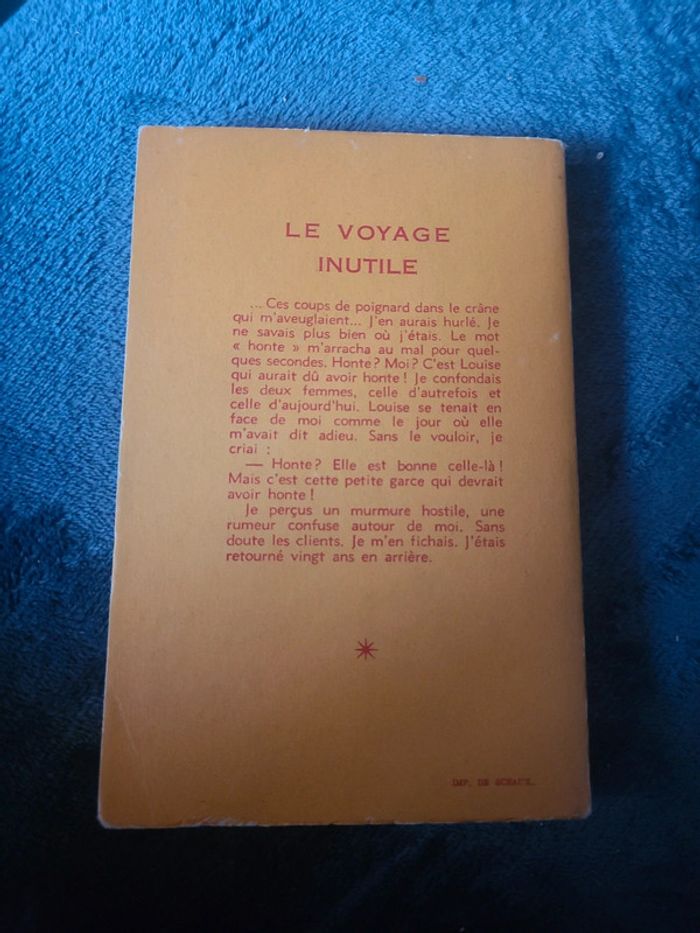 LE VOYAGE
INUTILE
... Ces coups de poignard dans le crâne
qui m'aveuglaient... J'en aurais hurlé. Je
ne savais plus bien où j'étais. Le mot
« honte » m'arracha au mal pour quel-
ques secondes. Honte ? Moi ? C'est Louise
qui aurait dû avoir honte ! Je confondais
les deux femmes, celle d'autrefois et
celle d'aujourd'hui. Louise se tenait en
face de moi comme le jour où elle
m'avait dit adieu. Sans le vouloir, je
criai :
— Honte ? Elle est bonne celle-là !
Mais c'est cette petite garce qui devrait
avoir honte !
Je perçus un murmure hostile, une
rumeur confuse autour de moi. Sans
doute les clients. Je m'en fichais. J'étais
retourné vingt ans en arrière.
IMP. DE SCEAUX.